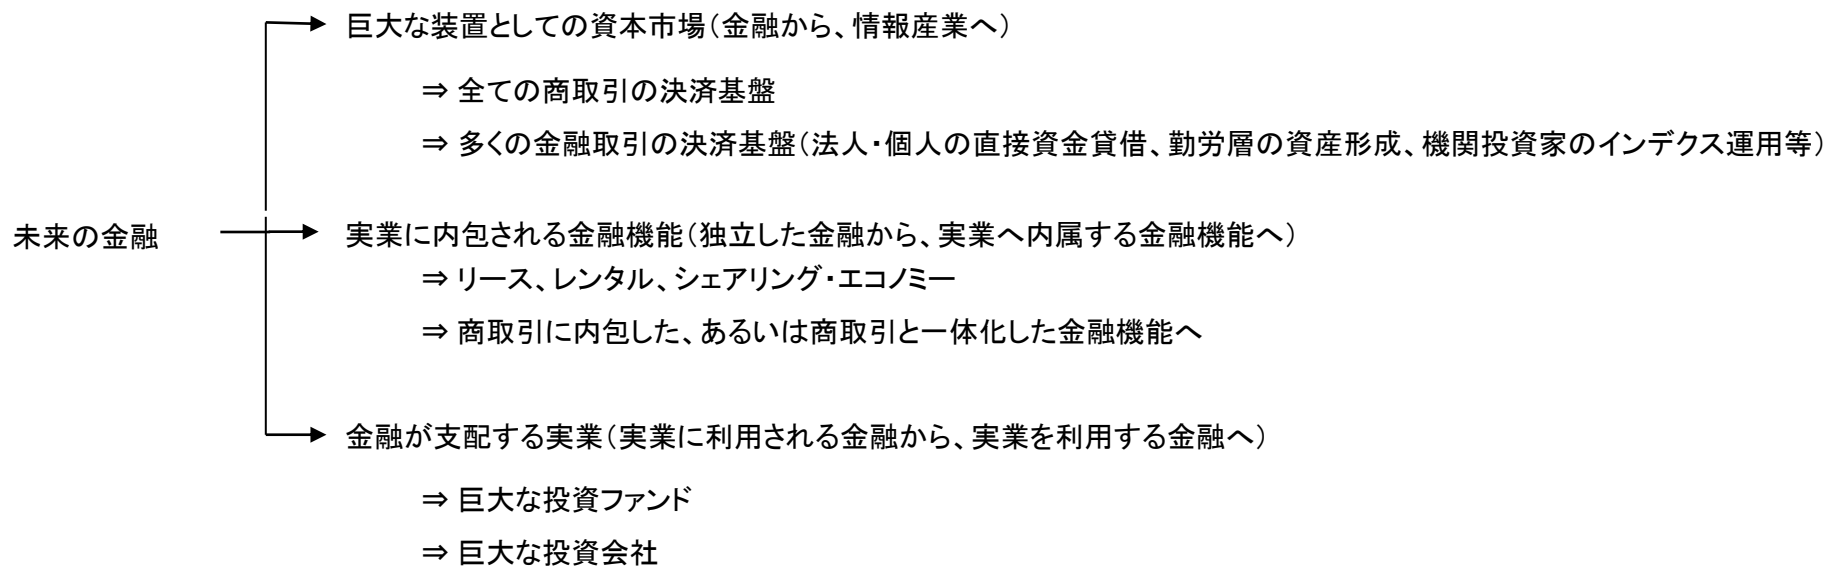 巨大な装置としての資本市場（金融から、情報産業へ）
⇒ 全ての商取引の決済基盤
⇒ 多くの金融取引の決済基盤（法人・個人の直接資金貸借、勤労層の資産形成、機関投資家のインデクス運用等）
未来の金融
実業に内包される金融機能（独立した金融から、実業へ内属する金融機能へ）
⇒ リース、レンタル、シェアリング・エコノミー
⇒ 商取引に内包した、あるいは商取引と一体化した金融機能へ
金融が支配する実業（実業に利用される金融から、実業を利用する金融へ）
⇒ 巨大な投資ファンド
⇒ 巨大な投資会社